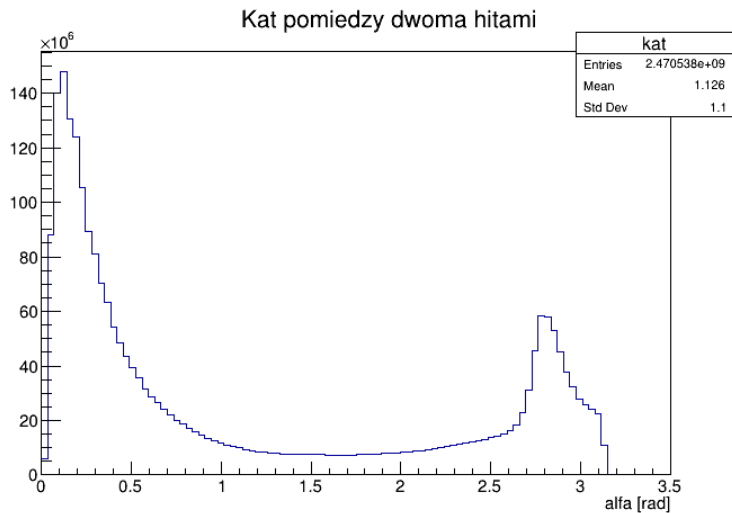 Kat pomiedzy dwoma hitami
×10⁶
kat
Entries 2.470538e+09
Mean 1.126
Std Dev 1.1
140
120
100
80
60
40
20
0
0 0.5 1 1.5 2 2.5 3 3.5
alfa [rad]